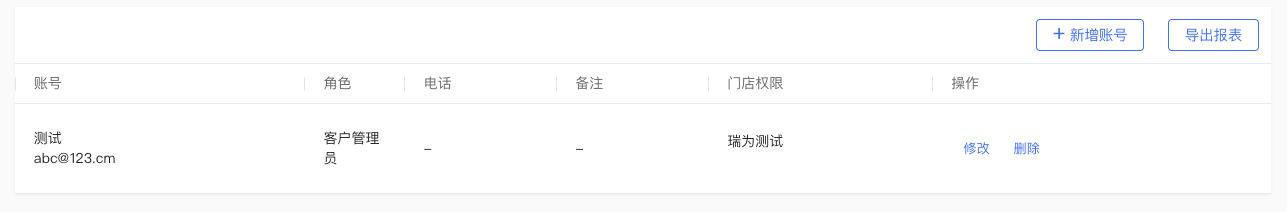 + 新增账号 导出报表
账号 角色 电话 备注 门店权限 操作
测试
abc@123.cm
客户管理
员
–
–
瑞为测试
修改 删除